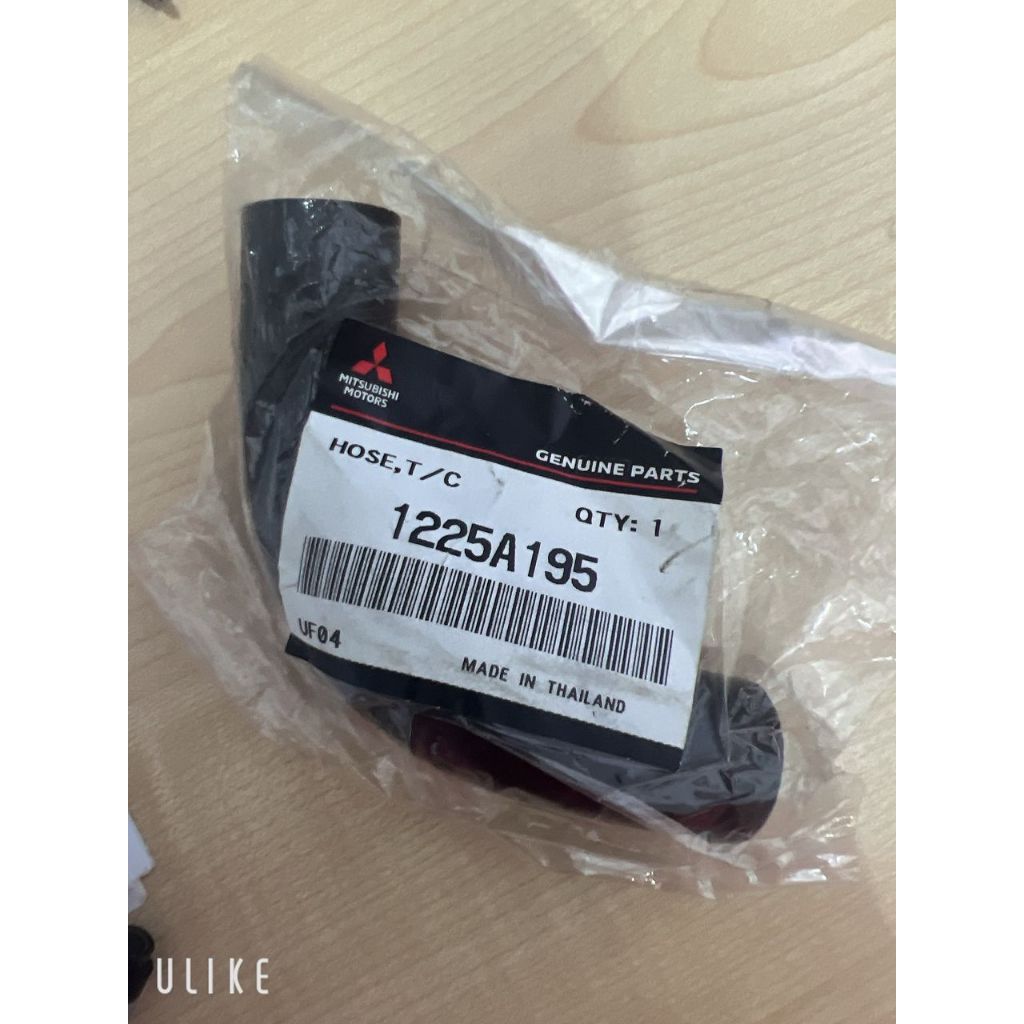 MITSUBISHI
MOTORS
GENUINE PARTS
HOSE,T/C
QTY: 1
1225A195
UF04
MADE IN THAILAND
ULIKE